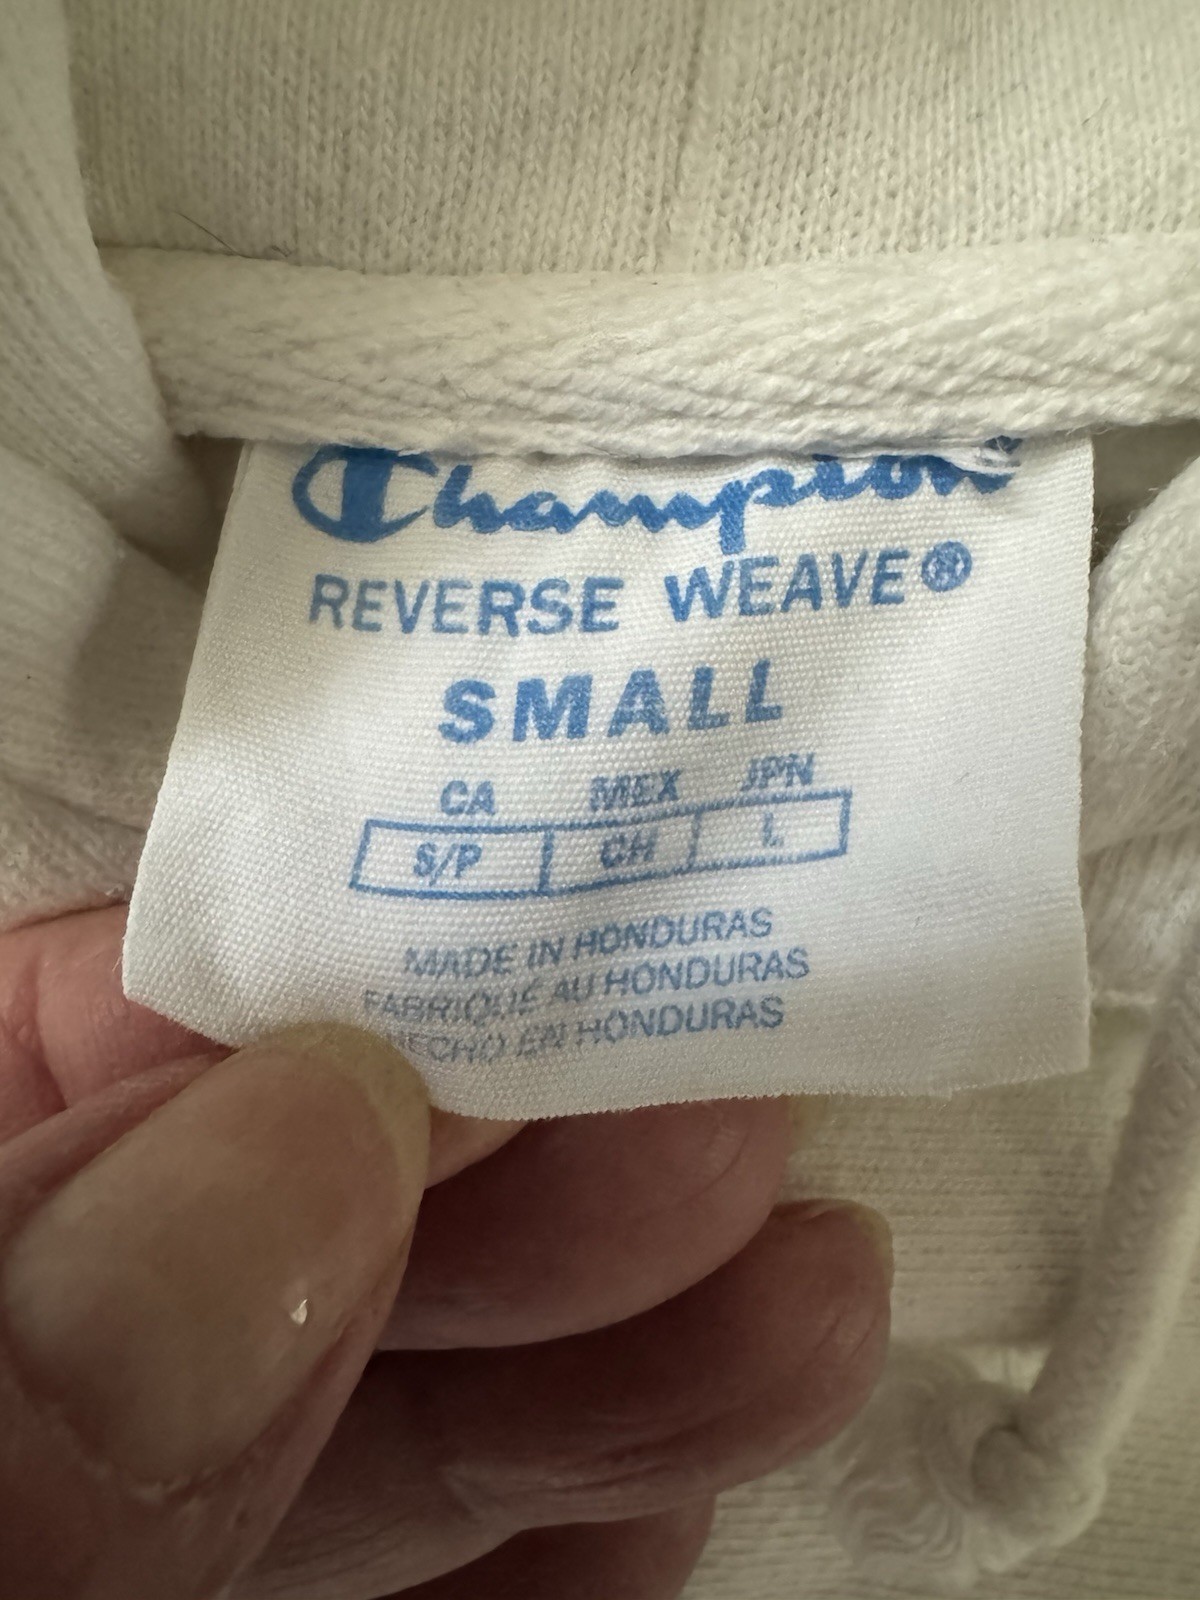 Champion
REVERSE WEAVE®
SMALL
CA MEX JPN
S/P CH L
MADE IN HONDURAS
FABRIQUÉ AU HONDURAS
HECHO EN HONDURAS